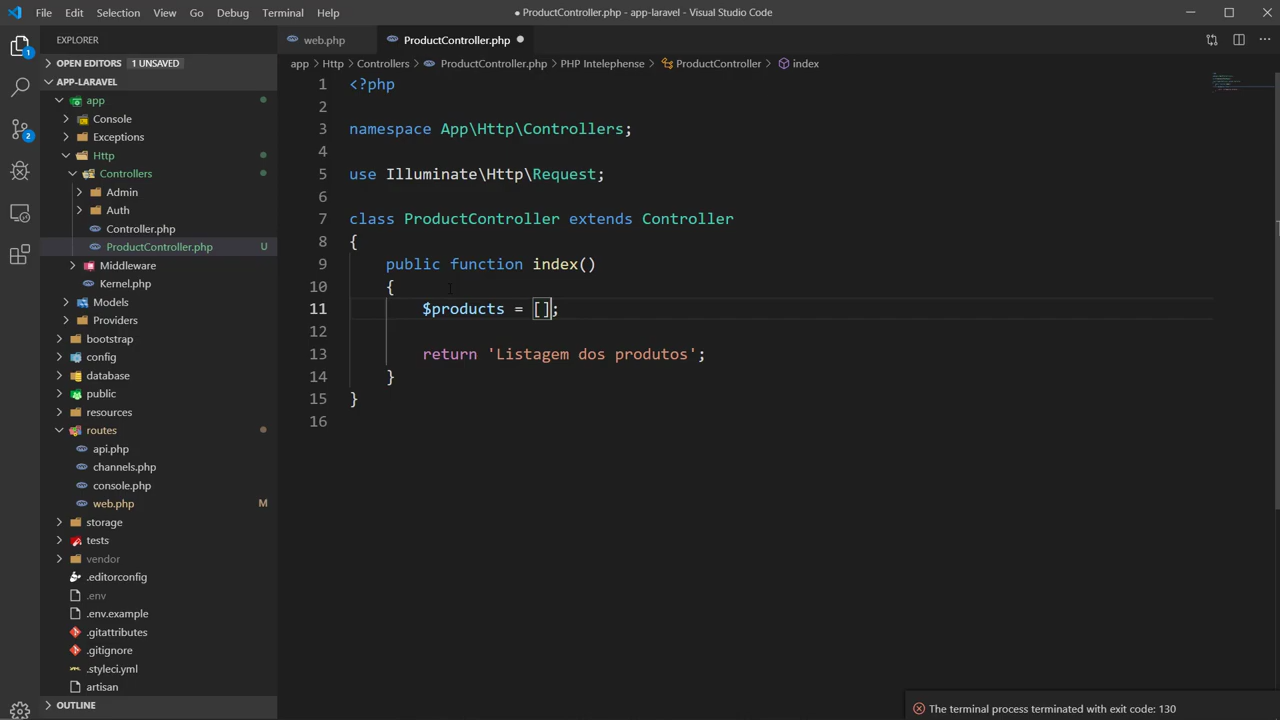 File Edit Selection View Go Debug Terminal Help
● ProductController.php - app-laravel - Visual Studio Code
EXPLORER
OPEN EDITORS 1 UNSAVED
APP-LARAVEL
app
Console
Exceptions
Http
Controllers
Admin
Auth
Controller.php
ProductController.php U
Middleware
Kernel.php
Models
Providers
bootstrap
config
database
public
resources
routes
api.php
channels.php
console.php
web.php M
storage
tests
vendor
.editorconfig
.env
.env.example
.gitattributes
.gitignore
.styleci.yml
artisan
OUTLINE
1
2
web.php ProductController.php ●
app > Http > Controllers > ProductController.php > PHP Intelephense > ProductController > index
1 <?php
2
3 namespace App\Http\Controllers;
4
5 use Illuminate\Http\Request;
6
7 class ProductController extends Controller
8 {
9 public function index()
10 {
11 $products = [];
12
13 return 'Listagem dos produtos';
14 }
15 }
16
The terminal process terminated with exit code: 130